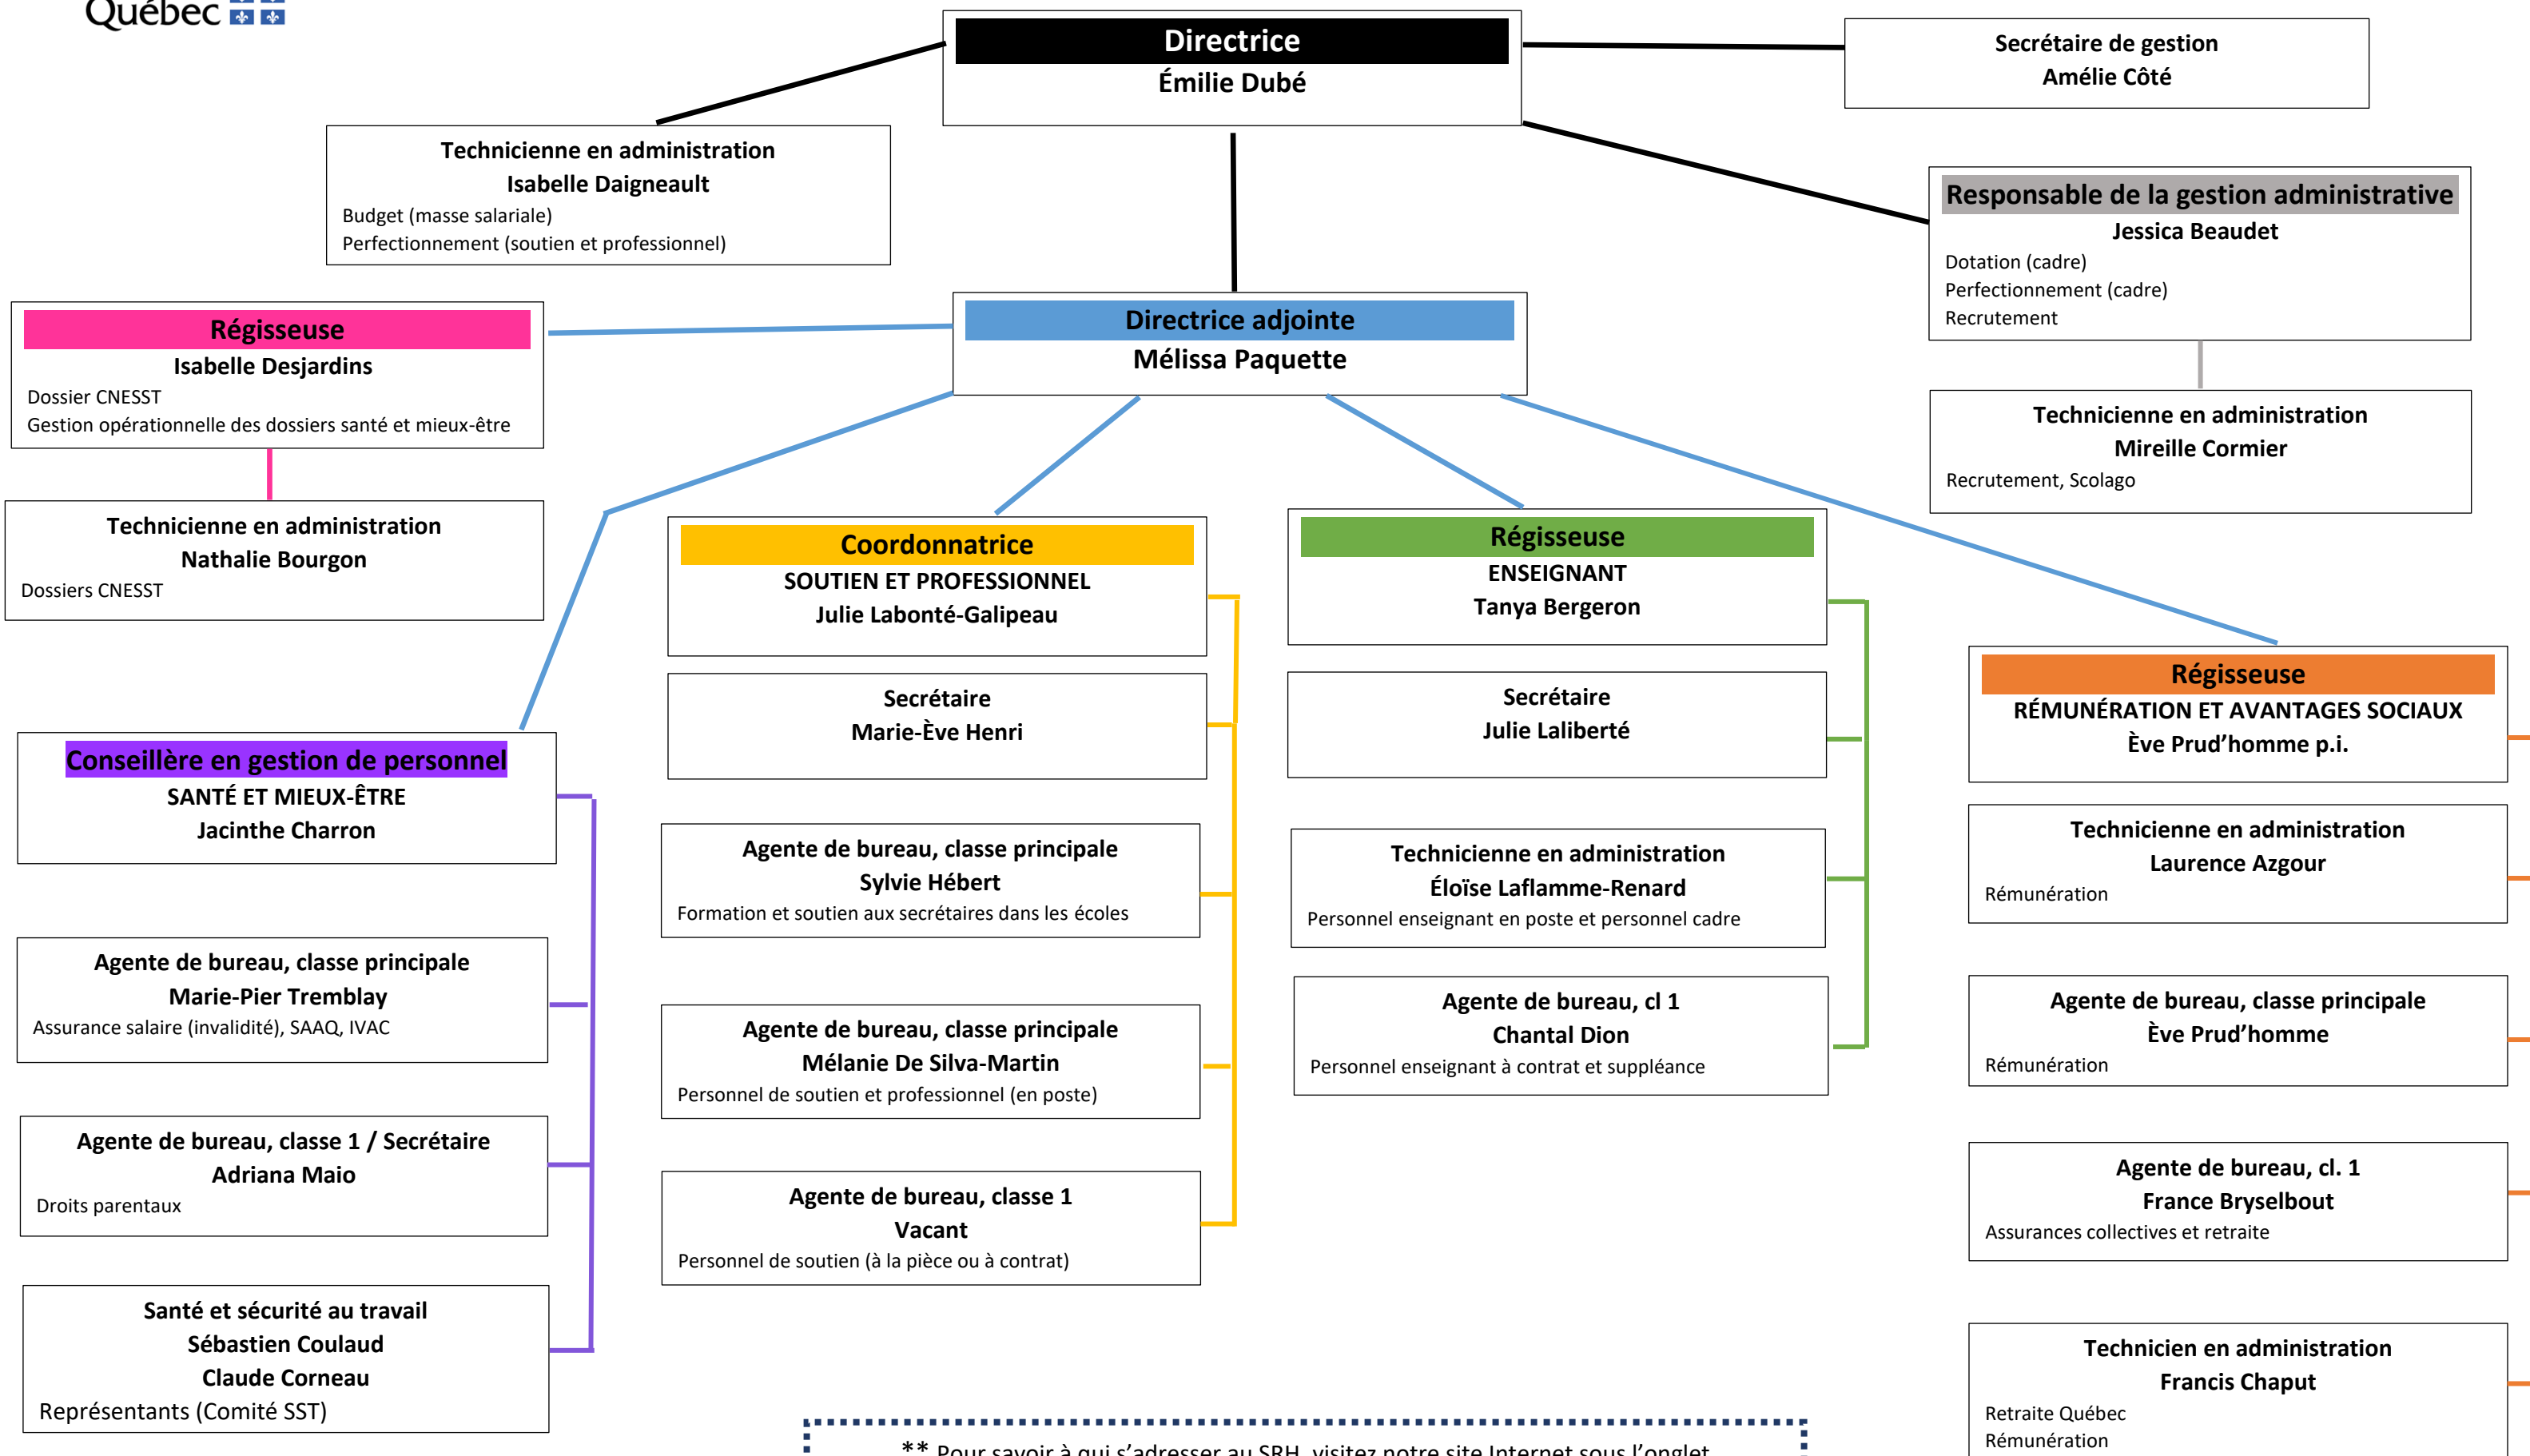 Québec
Directrice
Émilie Dubé
Secrétaire de gestion
Amélie Côté
Technicienne en administration
Isabelle Daigneault
Budget (masse salariale)
Perfectionnement (soutien et professionnel)
Responsable de la gestion administrative
Jessica Beaudet
Dotation (cadre)
Perfectionnement (cadre)
Recrutement
Technicienne en administration
Mireille Cormier
Recrutement, Scolago
Directrice adjointe
Mélissa Paquette
Régisseuse
Isabelle Desjardins
Dossier CNESST
Gestion opérationnelle des dossiers santé et mieux-être
Technicienne en administration
Nathalie Bourgon
Dossiers CNESST
Conseillère en gestion de personnel
SANTÉ ET MIEUX-ÊTRE
Jacinthe Charron
Agente de bureau, classe principale
Marie-Pier Tremblay
Assurance salaire (invalidité), SAAQ, IVAC
Agente de bureau, classe 1 / Secrétaire
Adriana Maio
Droits parentaux
Santé et sécurité au travail
Sébastien Coulaud
Claude Corneau
Représentants (Comité SST)
Coordonnatrice
SOUTIEN ET PROFESSIONNEL
Julie Labonté-Galipeau
Secrétaire
Marie-Ève Henri
Agente de bureau, classe principale
Sylvie Hébert
Formation et soutien aux secrétaires dans les écoles
Agente de bureau, classe principale
Mélanie De Silva-Martin
Personnel de soutien et professionnel (en poste)
Agente de bureau, classe 1
Vacant
Personnel de soutien (à la pièce ou à contrat)
Régisseuse
ENSEIGNANT
Tanya Bergeron
Secrétaire
Julie Laliberté
Technicienne en administration
Éloïse Laflamme-Renard
Personnel enseignant en poste et personnel cadre
Agente de bureau, cl 1
Chantal Dion
Personnel enseignant à contrat et suppléance
Régisseuse
RÉMUNÉRATION ET AVANTAGES SOCIAUX
Ève Prud’homme p.i.
Technicienne en administration
Laurence Azgour
Rémunération
Agente de bureau, classe principale
Ève Prud’homme
Rémunération
Agente de bureau, cl. 1
France Bryselbout
Assurances collectives et retraite
Technicien en administration
Francis Chaput
Retraite Québec
Rémunération
** Pour savoir à qui s’adresser au SRH, visitez notre site Internet sous l’onglet